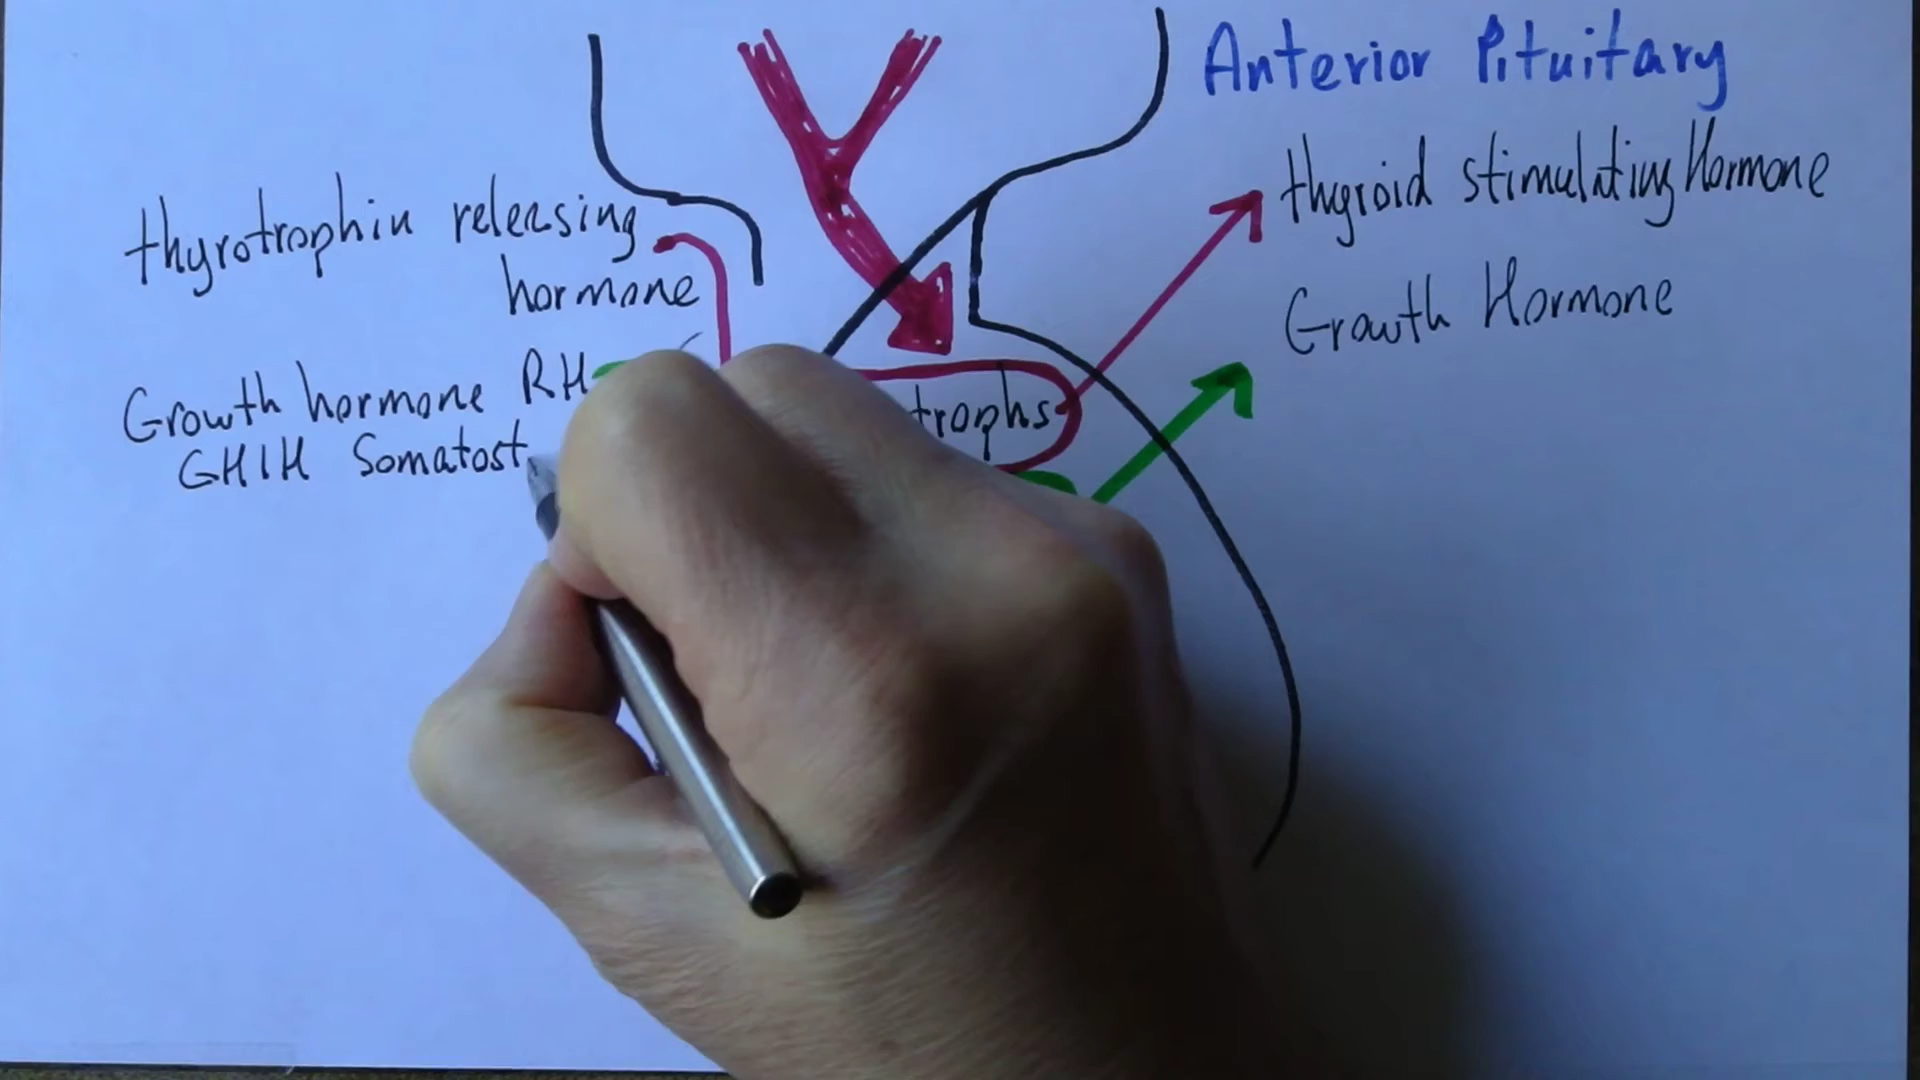 Anterior Pituitary
thyroid stimulating Hormone
Growth Hormone
thyrotrophin releasing
hormone
Growth hormone RH
GHIH Somatost
trophs